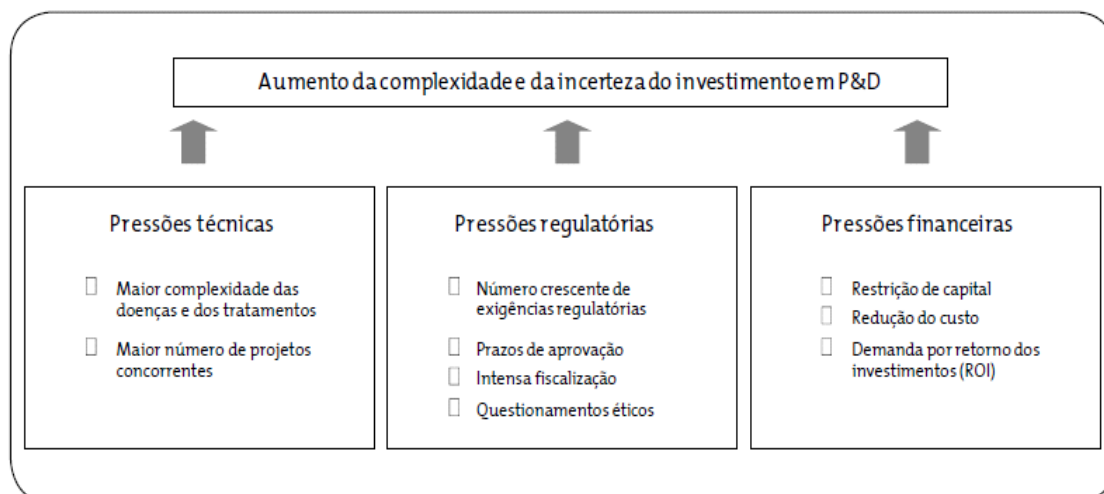 Aumento da complexidade e da incerteza do investimento em P&D
Pressões técnicas
Maior complexidade das
doenças e dos tratamentos
Maior número de projetos
concorrentes
Pressões regulatórias
Número crescente de
exigências regulatórias
Prazos de aprovação
Intensa fiscalização
Questionamentos éticos
Pressões financeiras
Restrição de capital
Redução do custo
Demanda por retorno dos
investimentos (ROI)